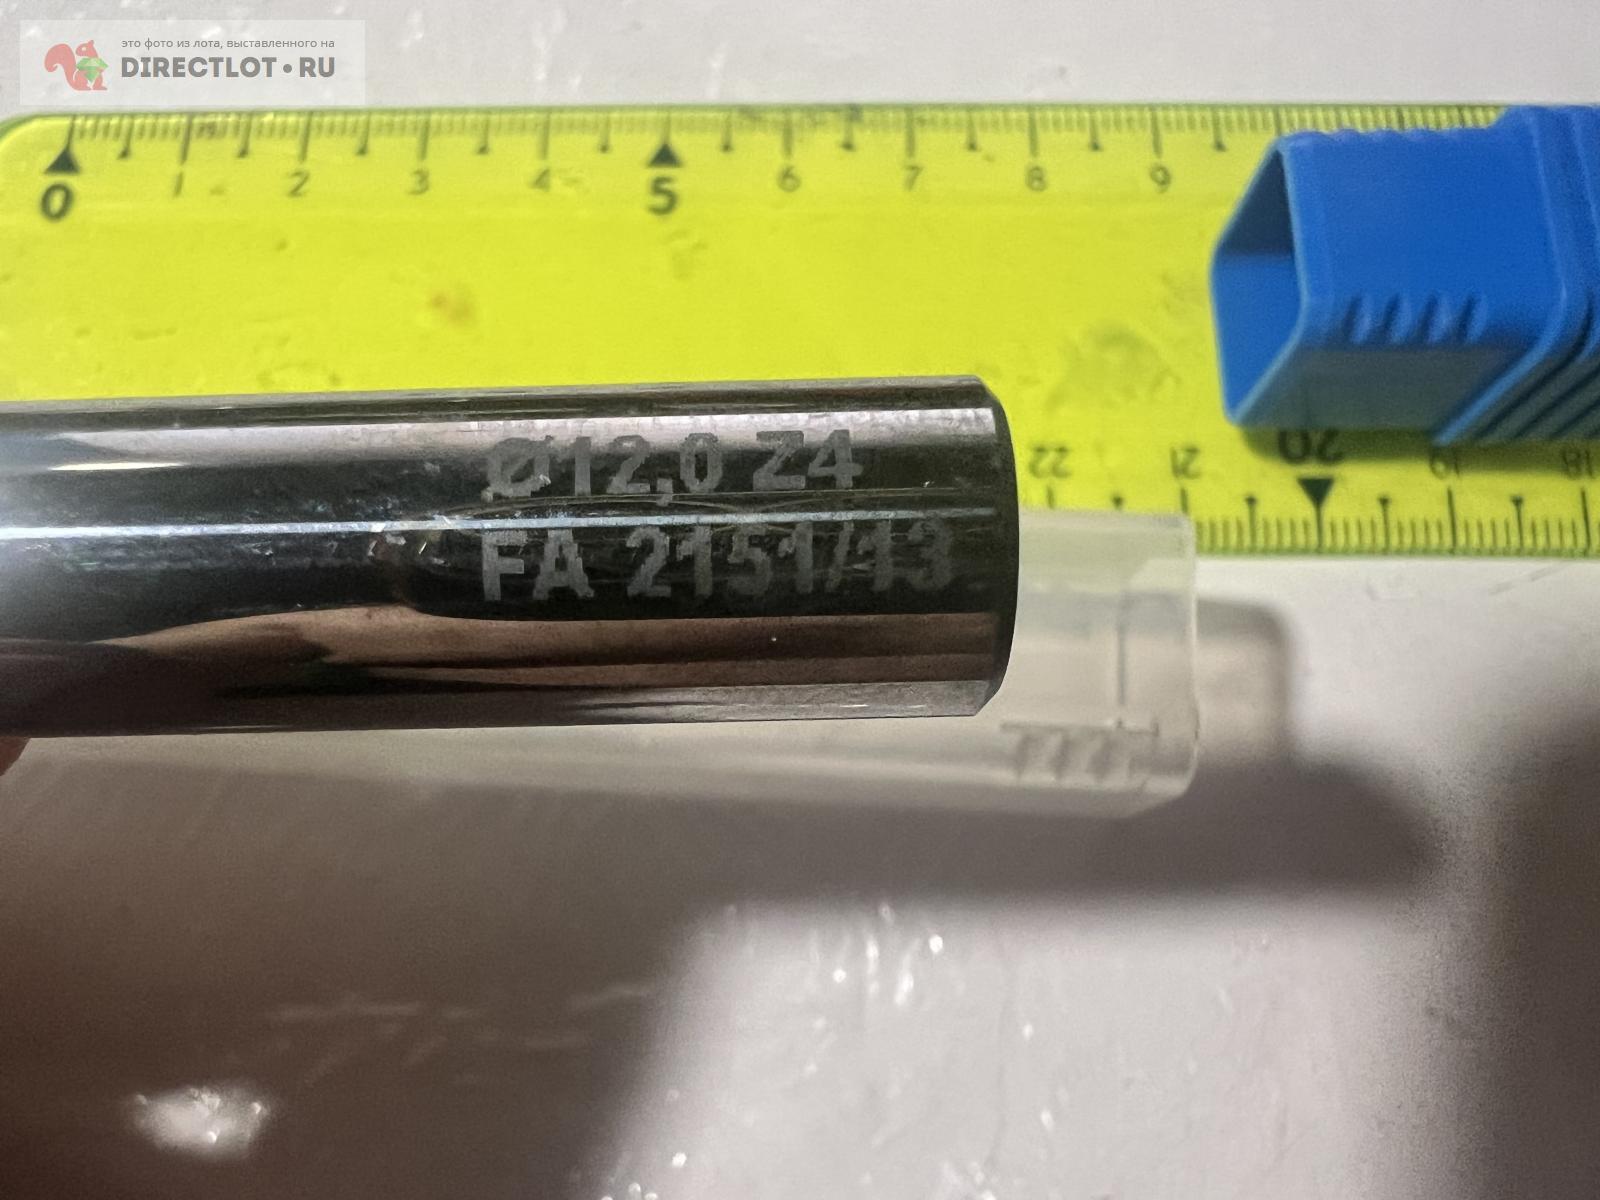 это фото из лота, выставленного на
DIRECTLOT.RU
0 1 2 3 4 5 6 7 8 9
Ø12,0 Z4
FA 2151/13
22 21 20 19 18